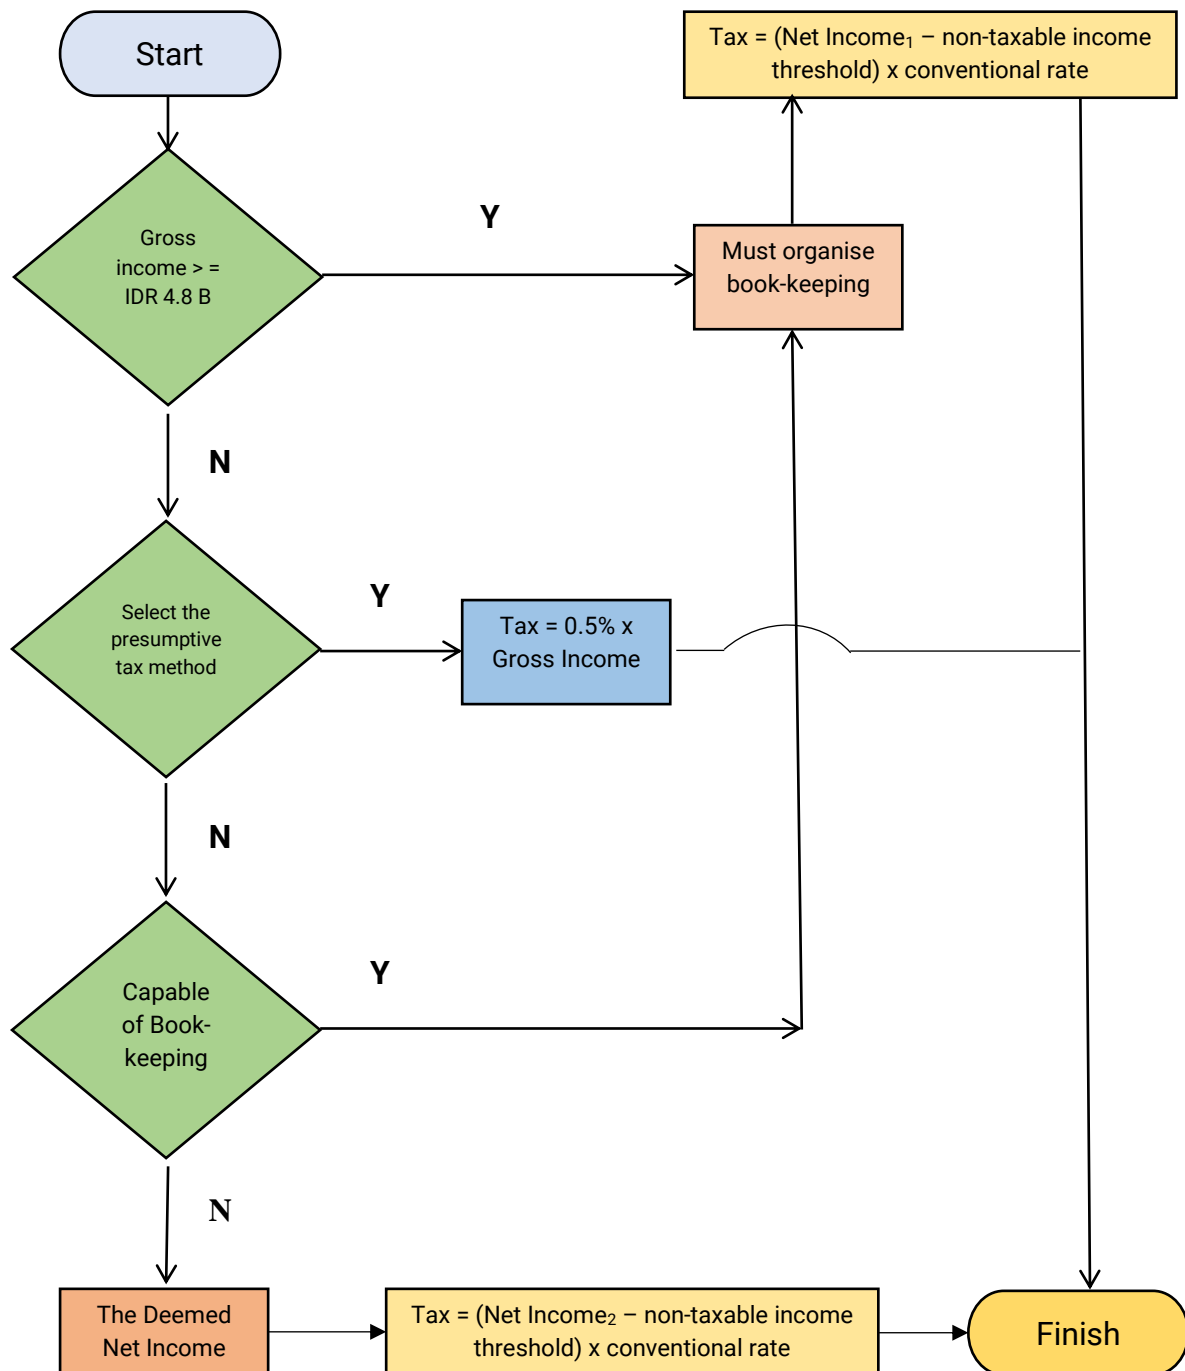 Start
Tax = (Net Income₁ – non-taxable income
threshold) x conventional rate
Gross
income > =
IDR 4.8 B
Y
Must organise
book-keeping
N
Select the
presumptive
tax method
Y
Tax = 0.5% x
Gross Income
N
Capable
of Book-
keeping
Y
N
The Deemed
Net Income
Tax = (Net Income₂ – non-taxable income
threshold) x conventional rate
Finish